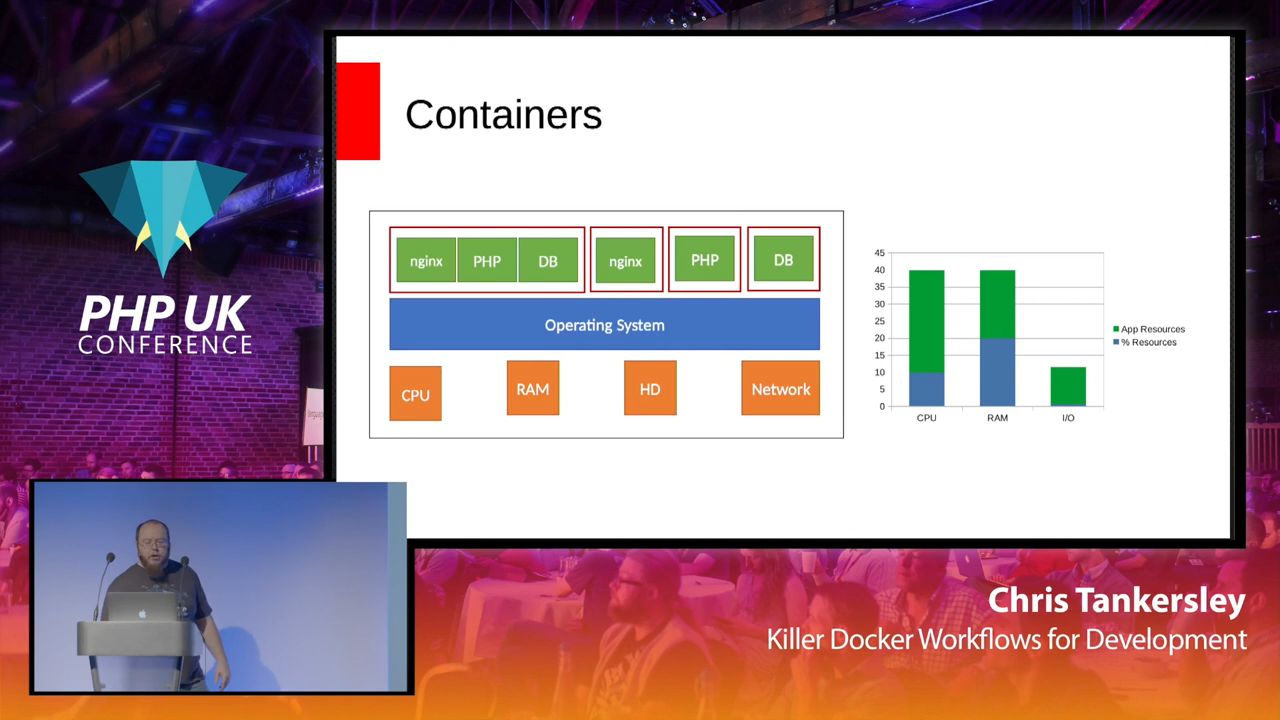 Containers
nginx PHP DB nginx PHP DB
Operating System
CPU RAM HD Network
45
40
35
30
25
20
15
10
5
0
CPU RAM I/O
App Resources
% Resources
PHP UK
CONFERENCE
Chris Tankersley
Killer Docker Workflows for Development